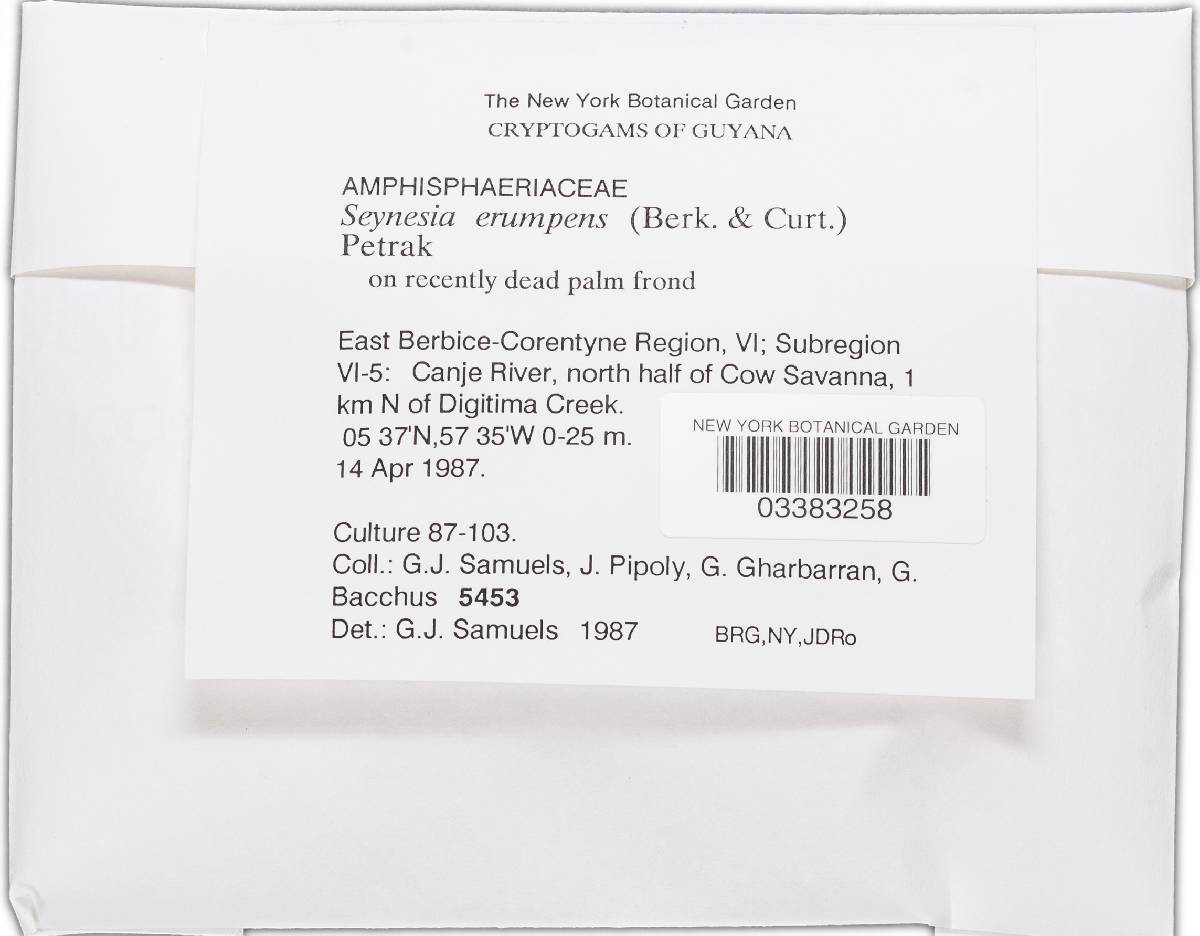 The New York Botanical Garden
CRYPTOGAMS OF GUYANA
AMPHISPHAERIACEAE
Seynesia erumpens (Berk. & Curt.)
Petrak
on recently dead palm frond
East Berbice-Corentyne Region, VI; Subregion
VI-5: Canje River, north half of Cow Savanna, 1
km N of Digitima Creek.
05 37'N,57 35'W 0-25 m.
14 Apr 1987.
NEW YORK BOTANICAL GARDEN
03383258
Culture 87-103.
Coll.: G.J. Samuels, J. Pipoly, G. Gharbarran, G.
Bacchus 5453
Det.: G.J. Samuels 1987 BRG,NY,JDRo